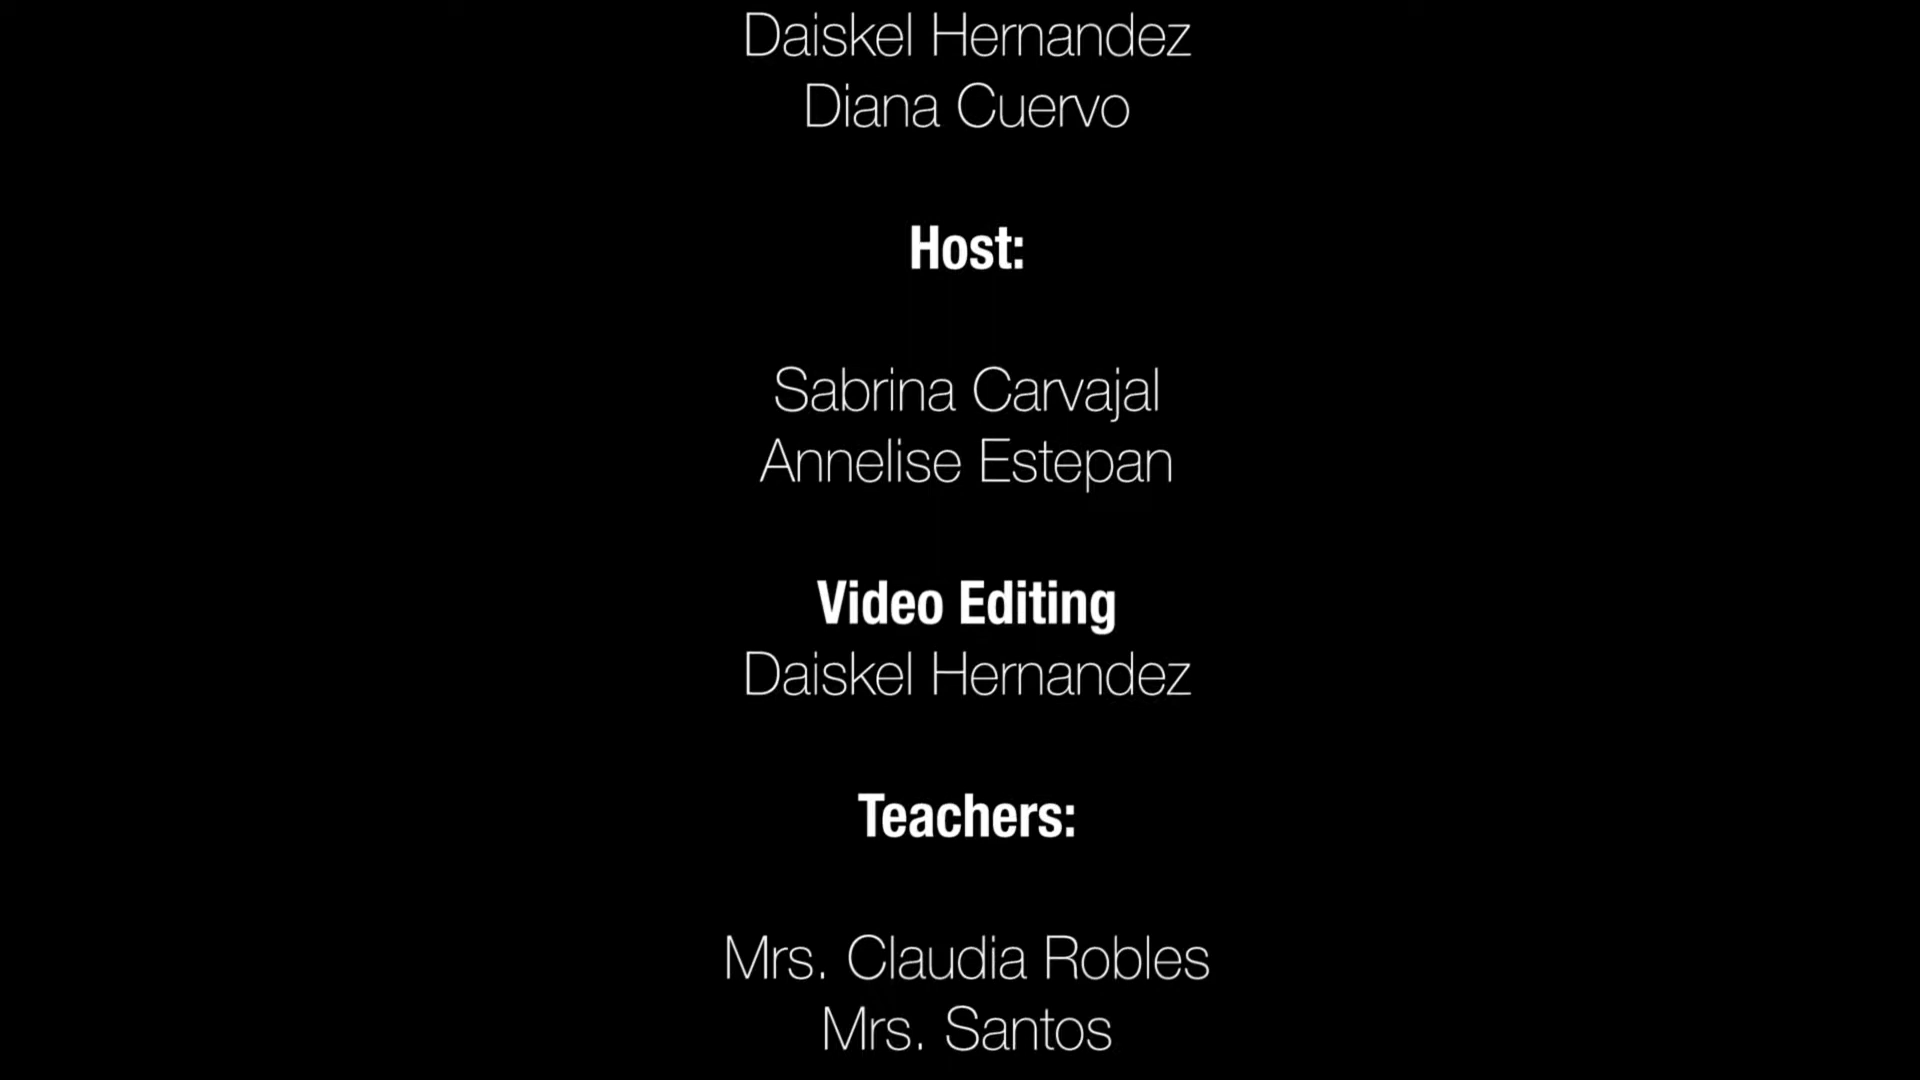 Daiskel Hernandez
Diana Cuervo
Host:
Sabrina Carvajal
Annelise Estepan
Video Editing
Daiskel Hernandez
Teachers:
Mrs. Claudia Robles
Mrs. Santos